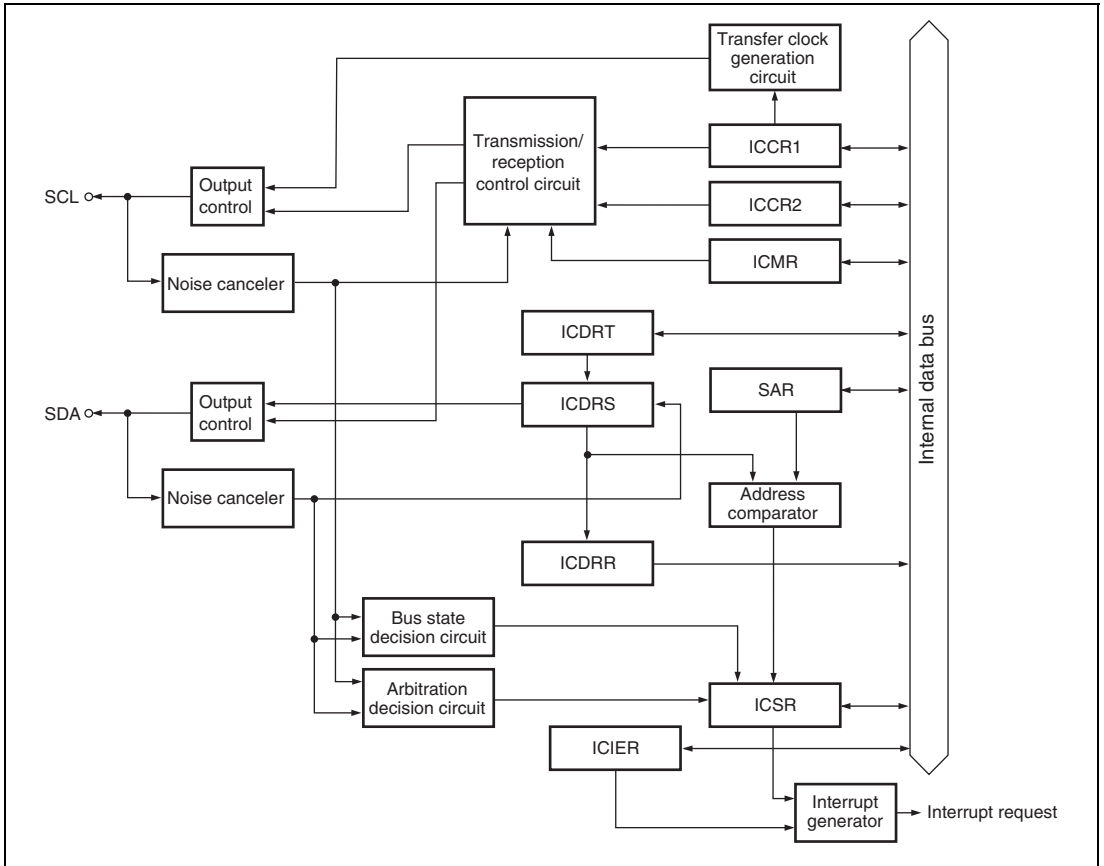 Transfer clock
generation
circuit
Transmission/
reception
control circuit
ICCR1
Output
control
SCL
ICCR2
ICMR
Noise canceler
Internal data bus
ICDRT
SAR
Output
control
ICDRS
SDA
Noise canceler
Address
comparator
ICDRR
Bus state
decision circuit
Arbitration
decision circuit
ICSR
ICIER
Interrupt
generator
Interrupt request